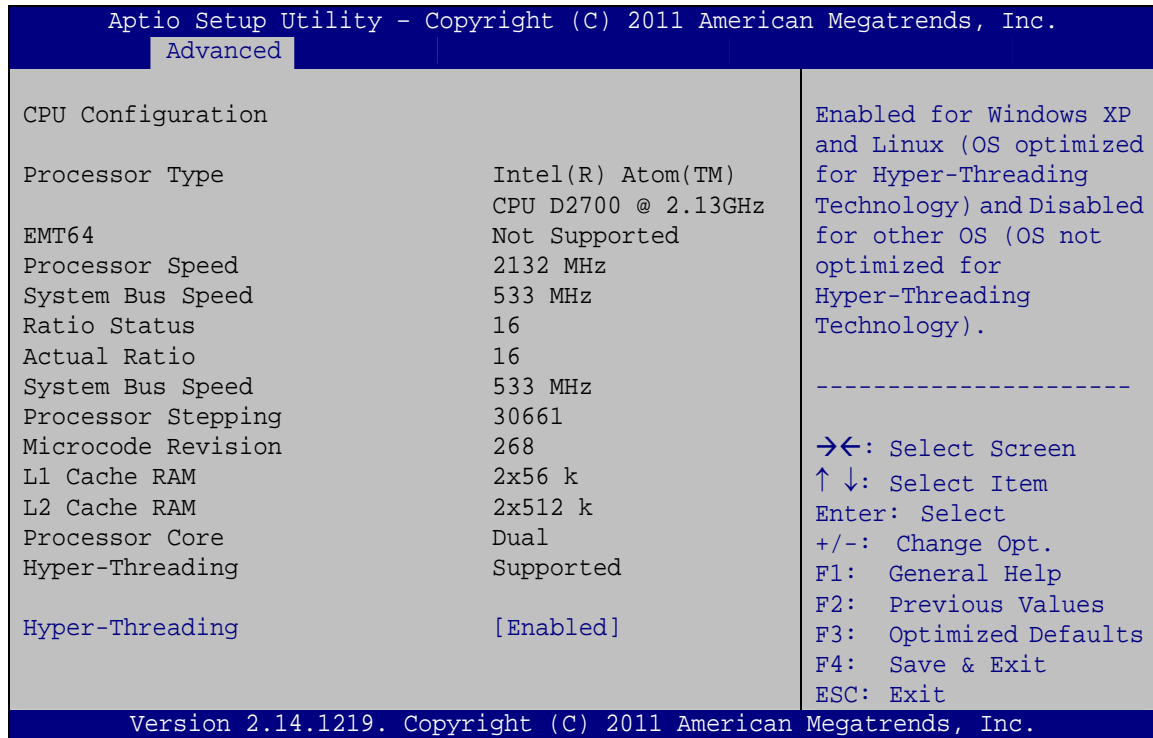 Aptio Setup Utility – Copyright (C) 2011 American Megatrends, Inc.
Advanced
CPU Configuration
Processor Type Intel(R) Atom(TM)
CPU D2700 @ 2.13GHz
EMT64 Not Supported
Processor Speed 2132 MHz
System Bus Speed 533 MHz
Ratio Status 16
Actual Ratio 16
System Bus Speed 533 MHz
Processor Stepping 30661
Microcode Revision 268
L1 Cache RAM 2x56 k
L2 Cache RAM 2x512 k
Processor Core Dual
Hyper-Threading Supported
Hyper-Threading [Enabled]
Enabled for Windows XP
and Linux (OS optimized
for Hyper-Threading
Technology) and Disabled
for other OS (OS not
optimized for
Hyper-Threading
Technology).
----------------------
→←: Select Screen
↑ ↓: Select Item
Enter: Select
+/-: Change Opt.
F1: General Help
F2: Previous Values
F3: Optimized Defaults
F4: Save & Exit
ESC: Exit
Version 2.14.1219. Copyright (C) 2011 American Megatrends, Inc.